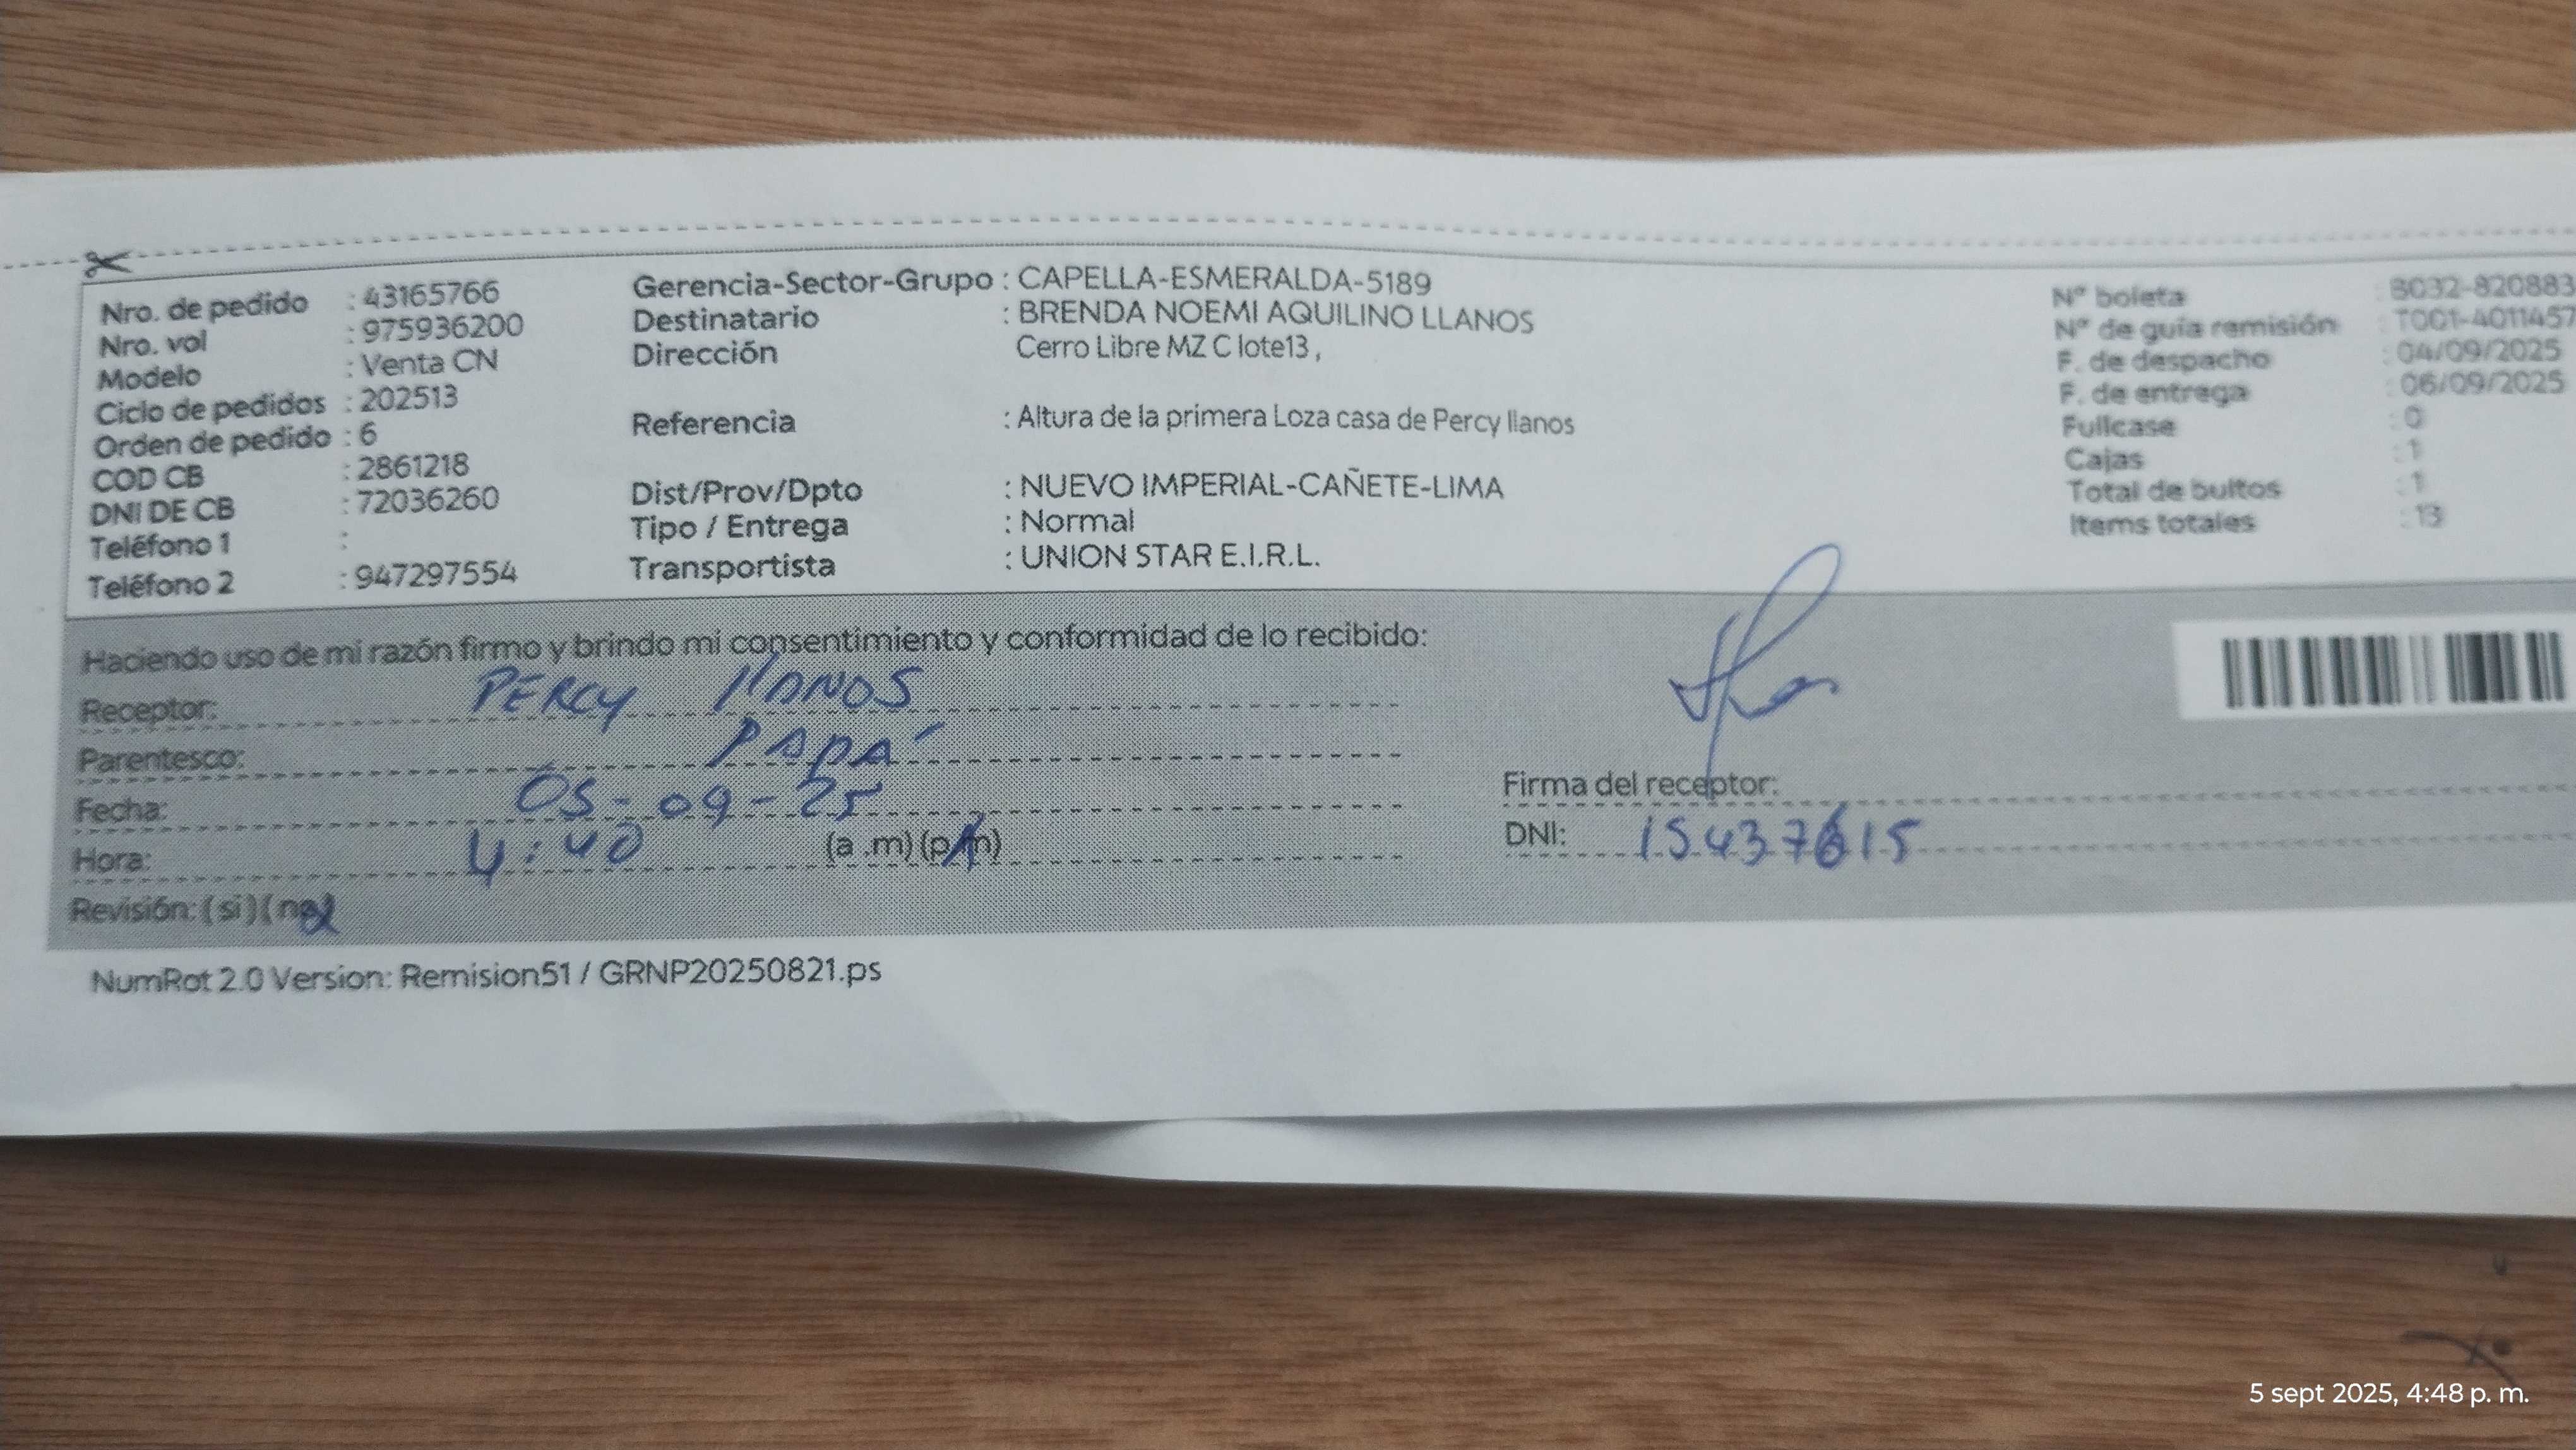 Nro. de pedido : 43165766
Nro. vol : 975936200
Modelo : Venta CN
Ciclo de pedidos : 202513
Orden de pedido : 6
COD CB : 2861218
DNI DE CB : 72036260
Teléfono 1 :
Teléfono 2 : 947297554
Gerencia-Sector-Grupo : CAPELLA-ESMERALDA-5189
Destinatario : BRENDA NOEMI AQUILINO LLANOS
Dirección Cerro Libre MZ C lote13 ,
Referencia : Altura de la primera Loza casa de Percy llanos
Dist/Prov/Dpto : NUEVO IMPERIAL-CAÑETE-LIMA
Tipo / Entrega : Normal
Transportista : UNION STAR E.I.R.L.
N° boleta : B032-820883
N° de guía remisión : T001-4011457
F. de despacho : 04/09/2025
F. de entrega : 06/09/2025
Fullcase : 0
Cajas : 1
Total de bultos : 1
Items totales : 13
Haciendo uso de mi razón firmo y brindo mi consentimiento y conformidad de lo recibido:
Receptor: PERCY llANOS
Parentesco: PAPÁ
Fecha: 05-09-25
Hora: 4:40 (a .m) (p.m)
Revisión: ( si ) ( no )
Firma del receptor:
DNI: 15437615
NumRot 2.0 Version: Remision51 / GRNP20250821.ps
5 sept 2025, 4:48 p. m.